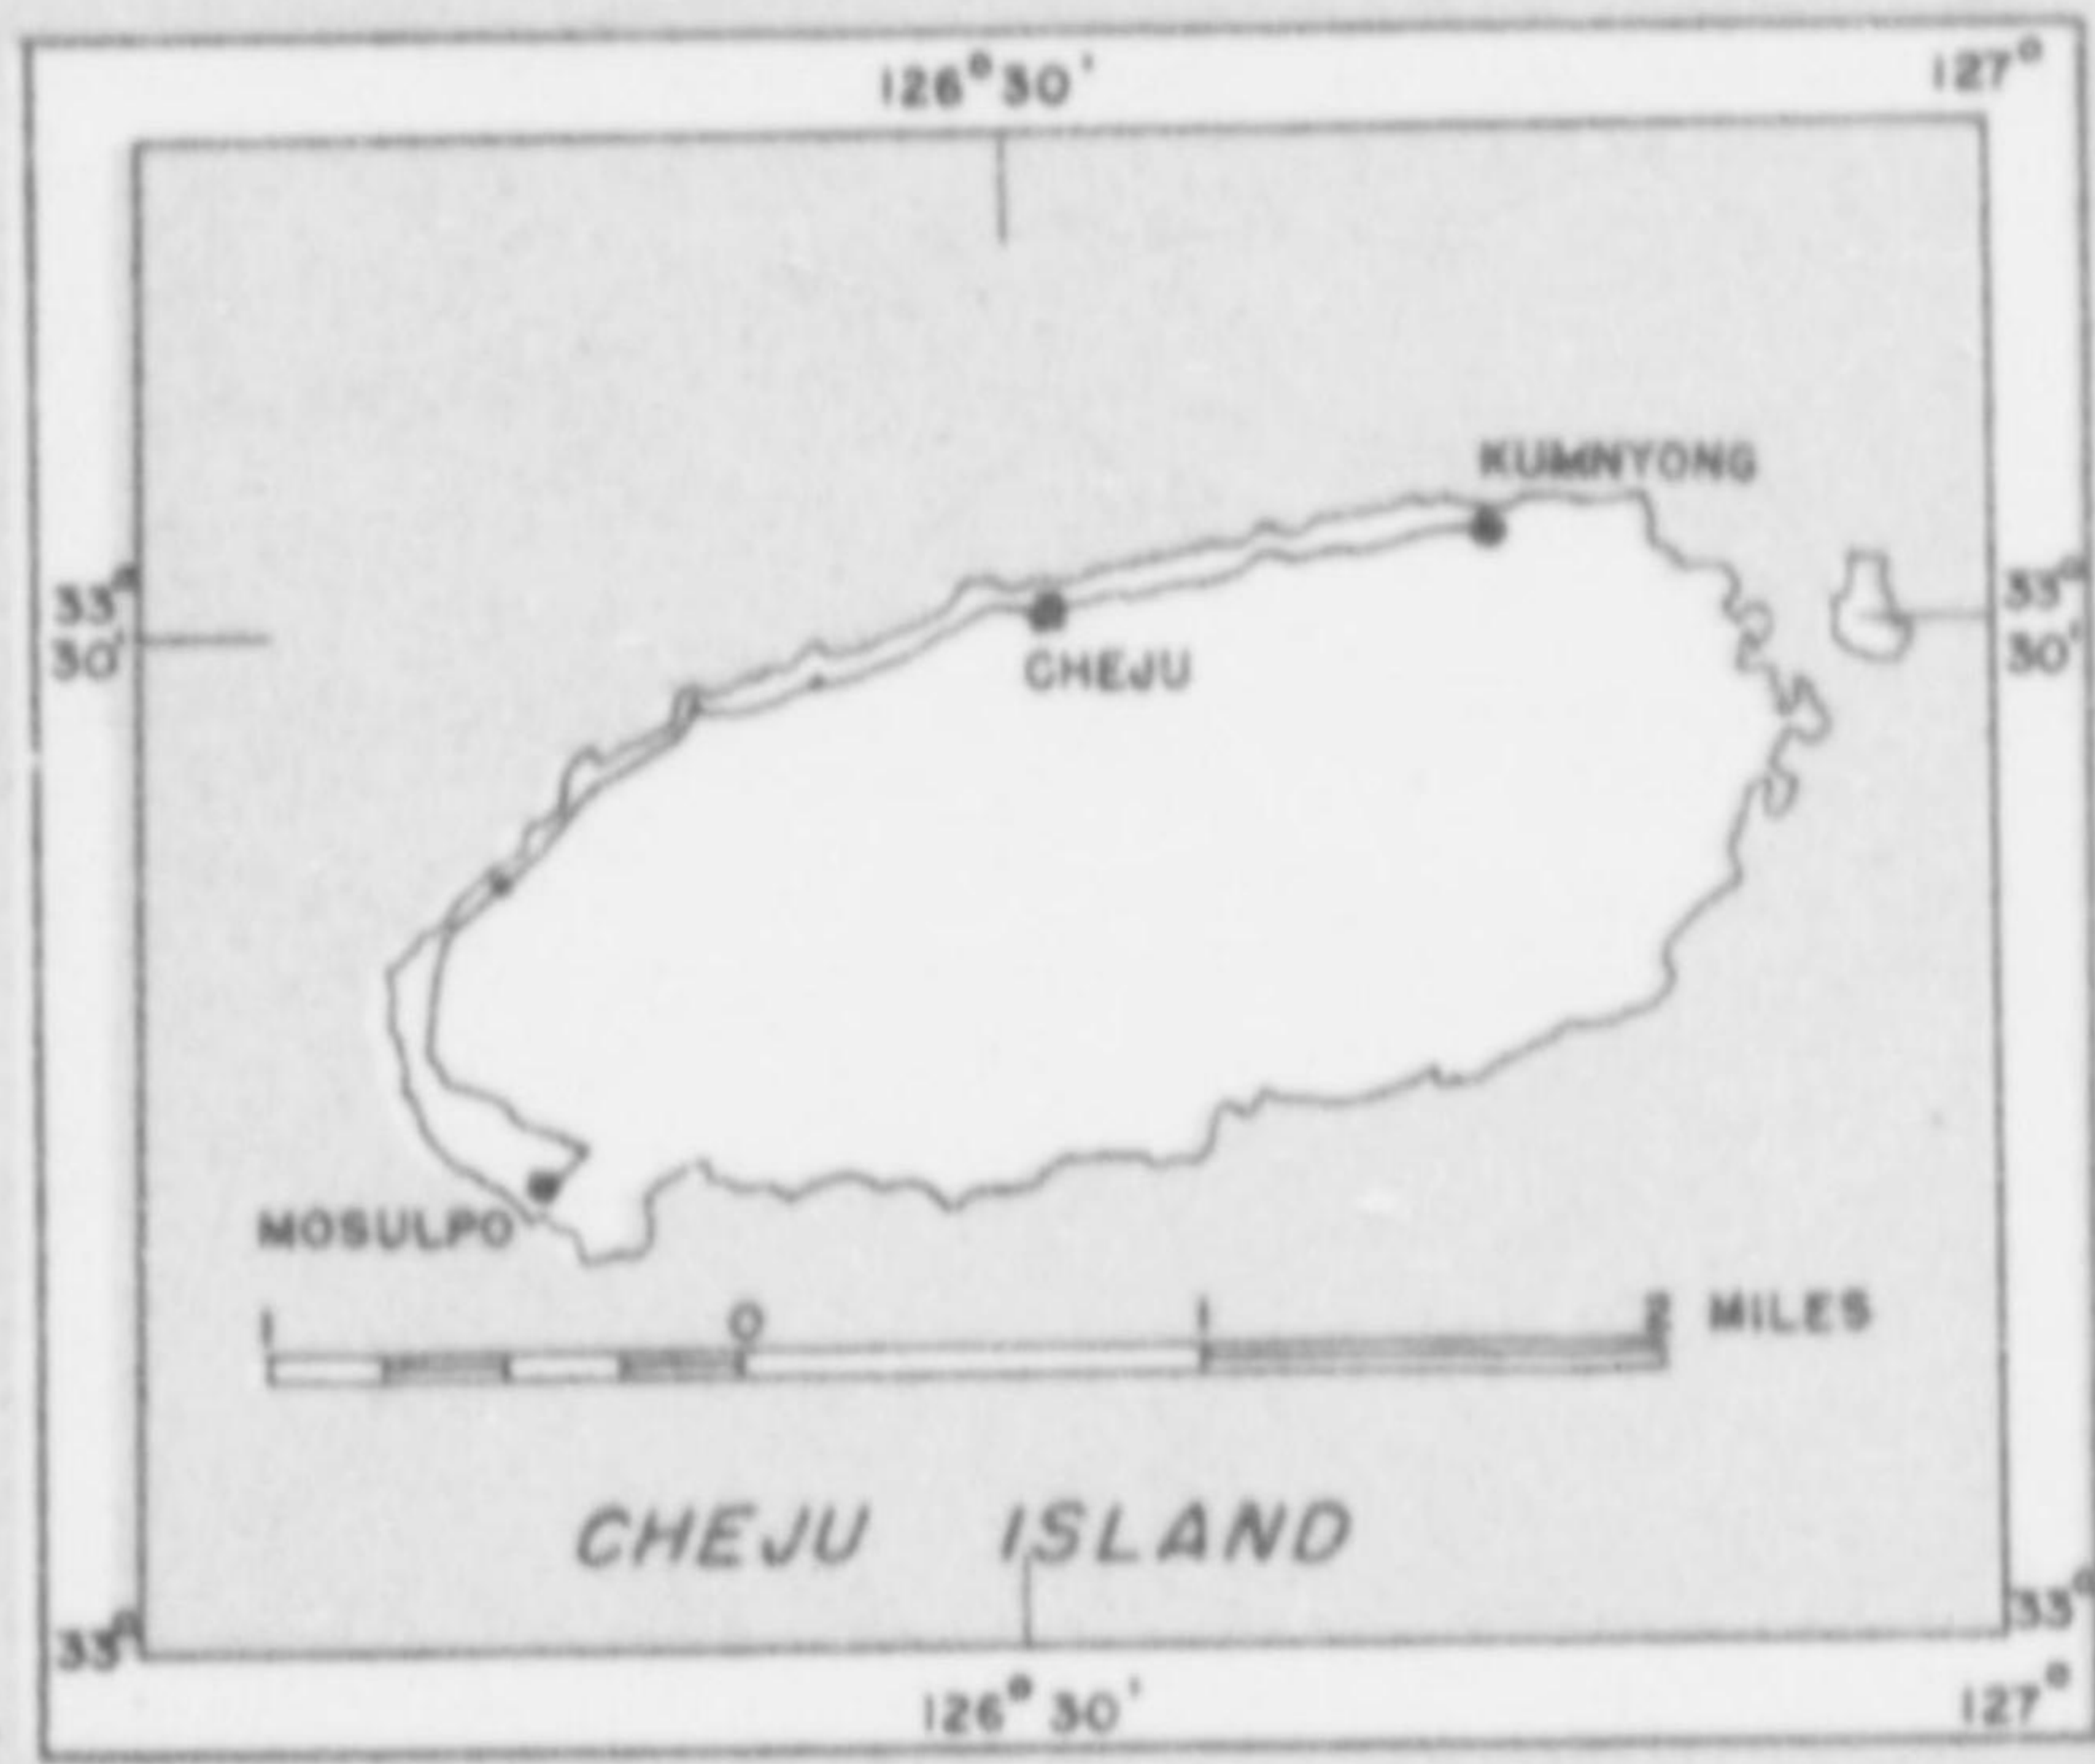 126° 30' 127°
KUMNYONG
33° 33°
30' 30'
CHEJU
MOSULPO
1 0 1 2 MILES
CHEJU ISLAND
33° 33°
126° 30' 127°